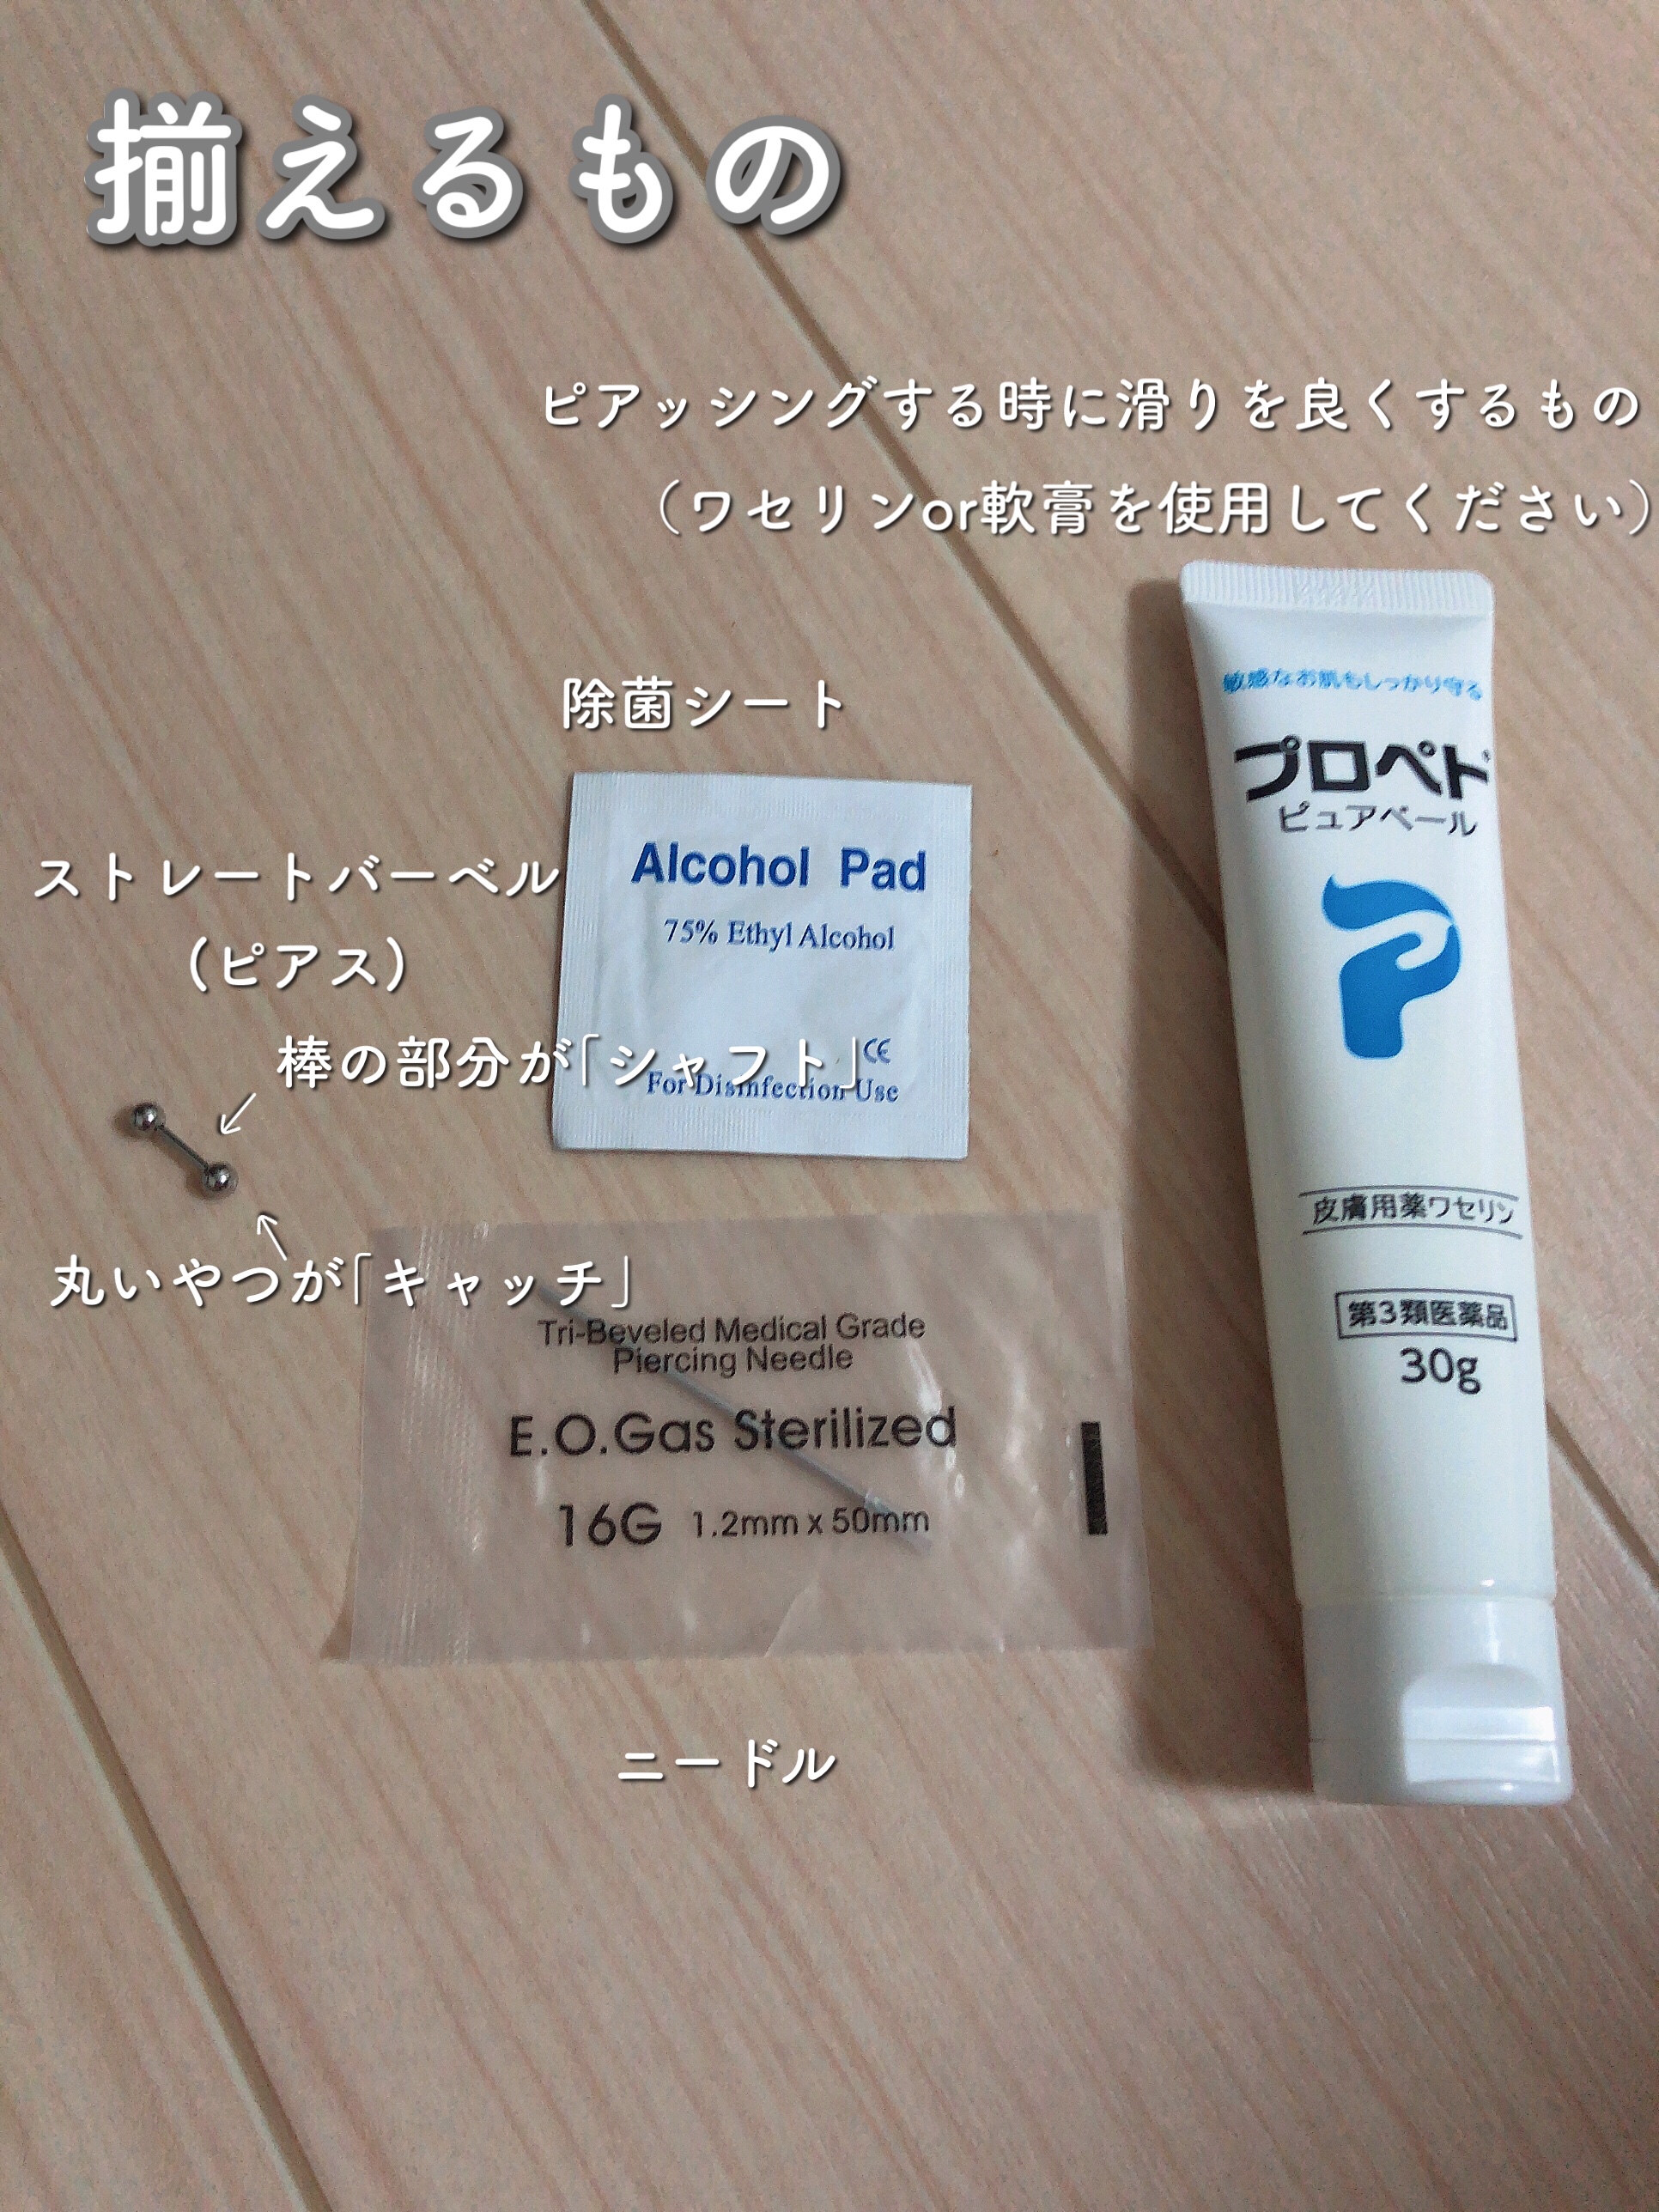 揃えるもの
ピアッシングする時に滑りを良くするもの
（ワセリンor軟膏を使用してください）
敏感なお肌もしっかり守る
プロペト
ピュアベール
皮膚用薬ワセリン
第3類医薬品
30g
除菌シート
Alcohol Pad
75% Ethyl Alcohol
CE
For Disinfection Use
ストレートバーベル
（ピアス）
棒の部分が「シャフト」
丸いやつが「キャッチ」
Tri-Beveled Medical Grade
Piercing Needle
E.O.Gas Sterilized
16G 1.2mm x 50mm
ニードル